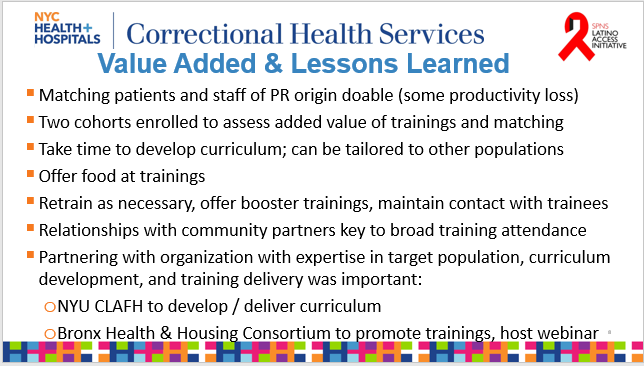 NYC
HEALTH+
HOSPITALS
Correctional Health Services
SPNS
LATINO
ACCESS
INITIATIVE
Value Added & Lessons Learned
Matching patients and staff of PR origin doable (some productivity loss)
Two cohorts enrolled to assess added value of trainings and matching
Take time to develop curriculum; can be tailored to other populations
Offer food at trainings
Retrain as necessary, offer booster trainings, maintain contact with trainees
Relationships with community partners key to broad training attendance
Partnering with organization with expertise in target population, curriculum
development, and training delivery was important:
NYU CLAFH to develop / deliver curriculum
Bronx Health & Housing Consortium to promote trainings, host webinar